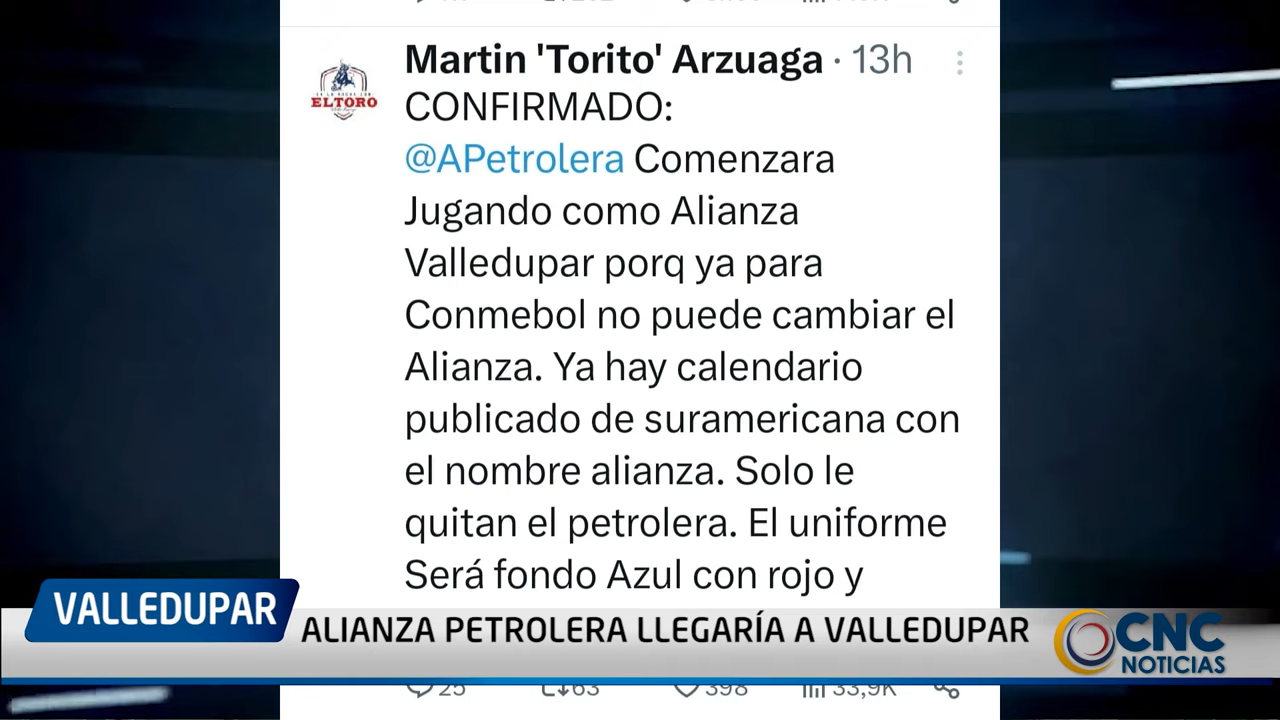 Martin 'Torito' Arzuaga · 13h
ELTORO
CONFIRMADO:
@APetrolera Comenzara
Jugando como Alianza
Valledupar porq ya para
Conmebol no puede cambiar el
Alianza. Ya hay calendario
publicado de suramericana con
el nombre alianza. Solo le
quitan el petrolera. El uniforme
Será fondo Azul con rojo y
VALLEDUPAR
ALIANZA PETROLERA LLEGARÍA A VALLEDUPAR
CNC
NOTICIAS
25 63 398 33,9K